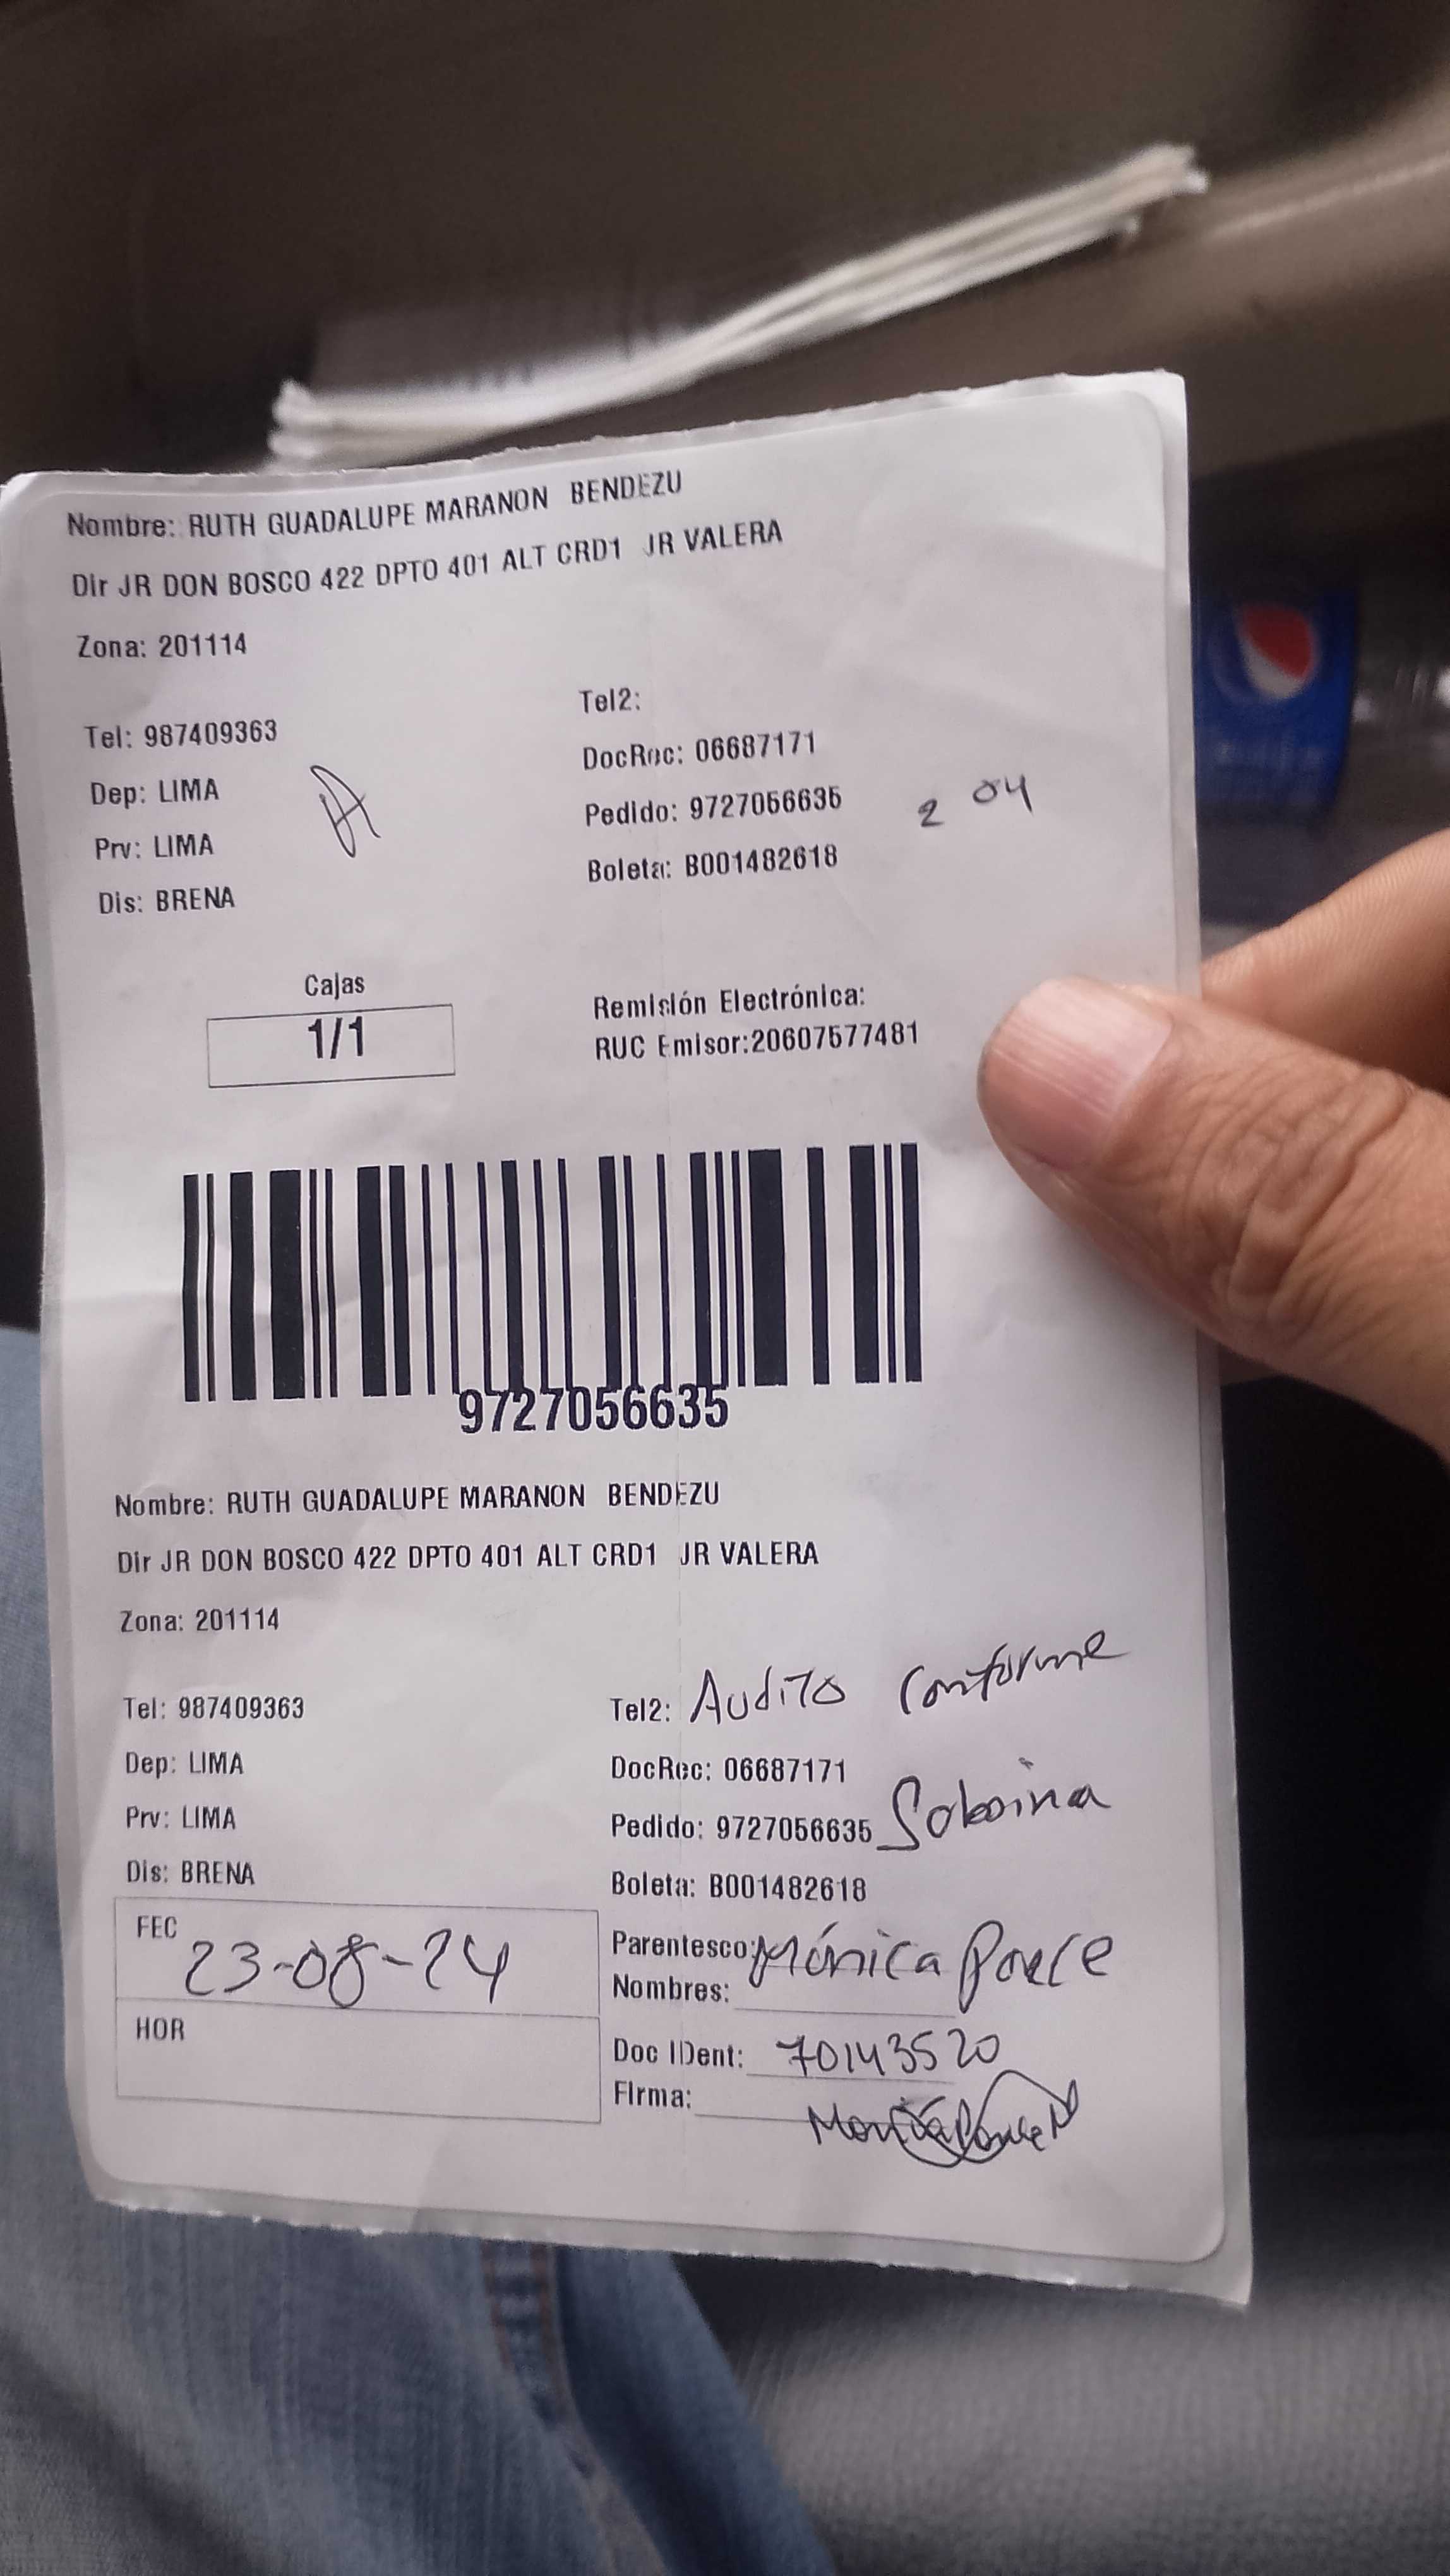 Nombre: RUTH GUADALUPE MARANON BENDEZU
Dir JR DON BOSCO 422 DPTO 401 ALT CRD1 JR VALERA
Zona: 201114
Tel: 987409363
Tel2:
Dep: LIMA
DocRec: 06687171
Prv: LIMA
Pedido: 9727056635
2 04
Dis: BRENA
Boleta: B001482618
Cajas
1/1
Remisión Electrónica:
RUC Emisor:20607577481
9727056635
Nombre: RUTH GUADALUPE MARANON BENDEZU
Dir JR DON BOSCO 422 DPTO 401 ALT CRD1 JR VALERA
Zona: 201114
Tel: 987409363
Tel2: Audito Conforme
Dep: LIMA
DocRec: 06687171
Prv: LIMA
Pedido: 9727056635 Sobrina
Dis: BRENA
Boleta: B001482618
FEC 23-08-24
Parentesco: Mónica Ponce
Nombres:
HOR
Doc IDent: 70143520
Firma: